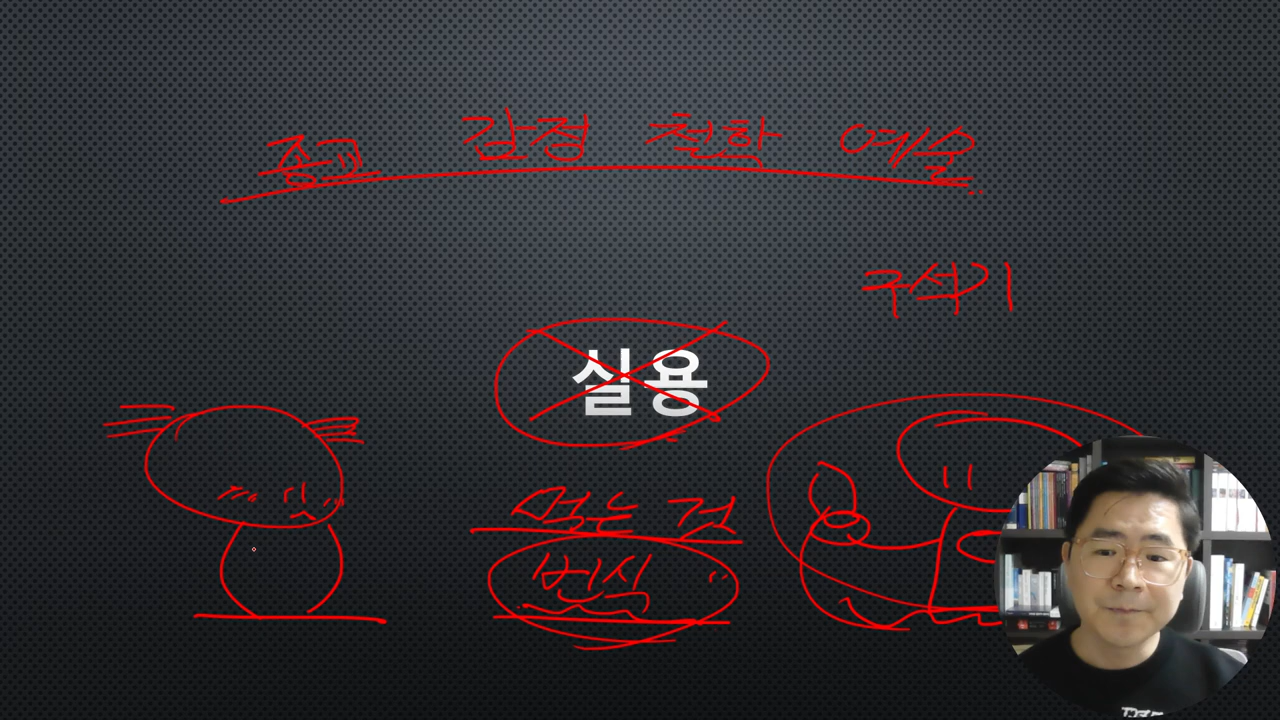 종교 감정 철학 예술
구석기
실용
먹는 것
번식